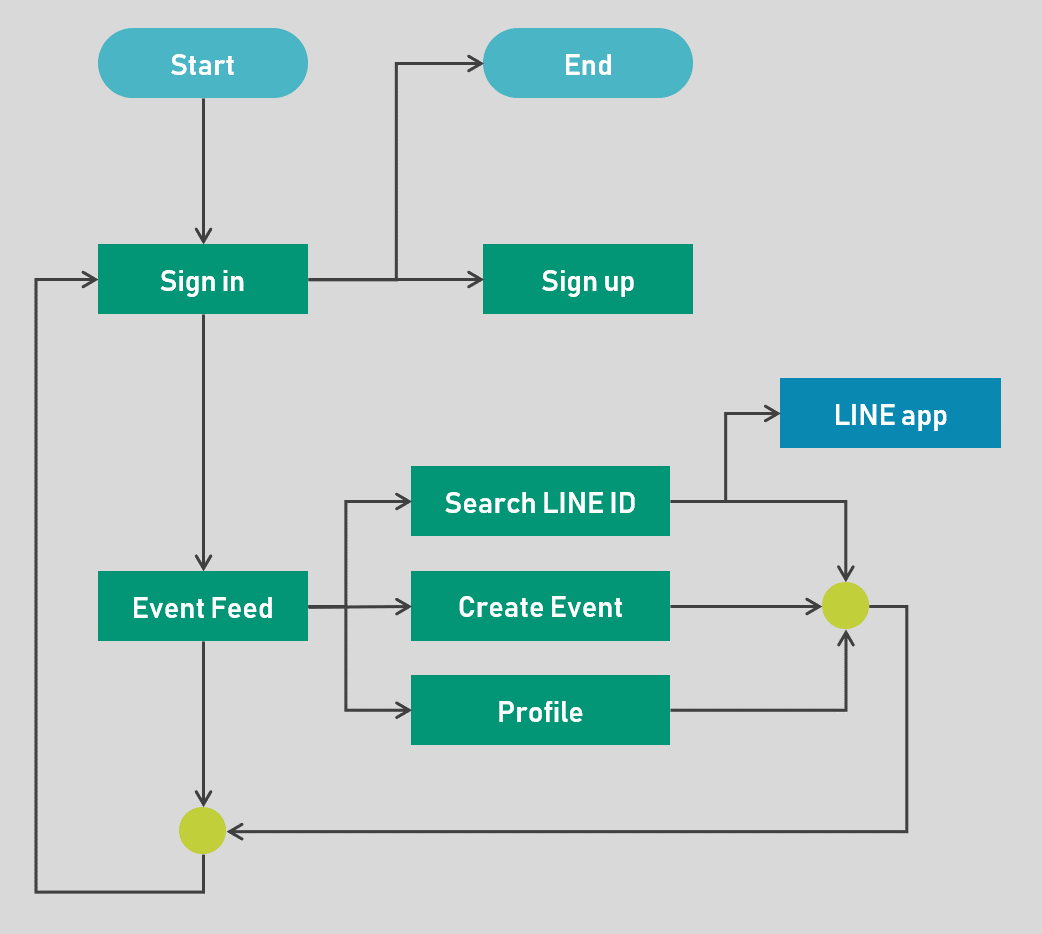 Start
End
Sign in
Sign up
LINE app
Search LINE ID
Event Feed
Create Event
Profile